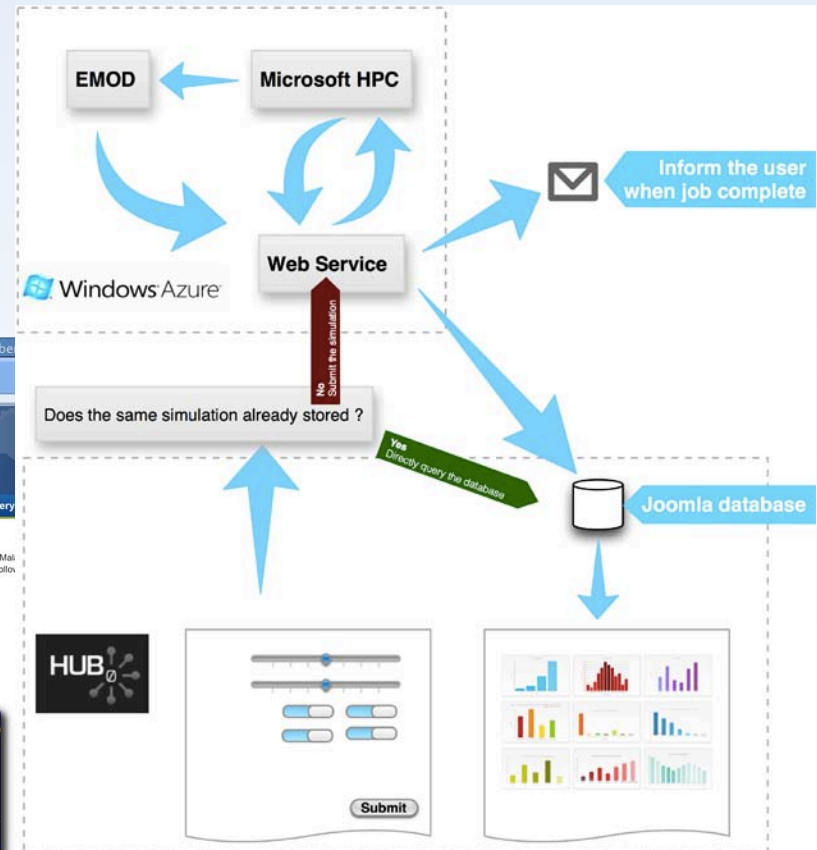 EMOD
Microsoft HPC
Inform the user
when job complete
Web Service
Windows Azure
No
Submit the simulation
Does the same simulation already stored ?
Yes
Directly query the database
Joomla database
HUB
Submit